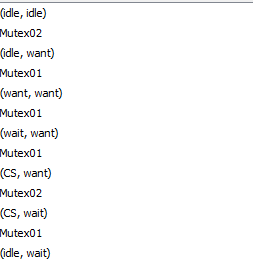 (idle, idle)
Mutex02
(idle, want)
Mutex01
(want, want)
Mutex01
(wait, want)
Mutex01
(CS, want)
Mutex02
(CS, wait)
Mutex01
(idle, wait)